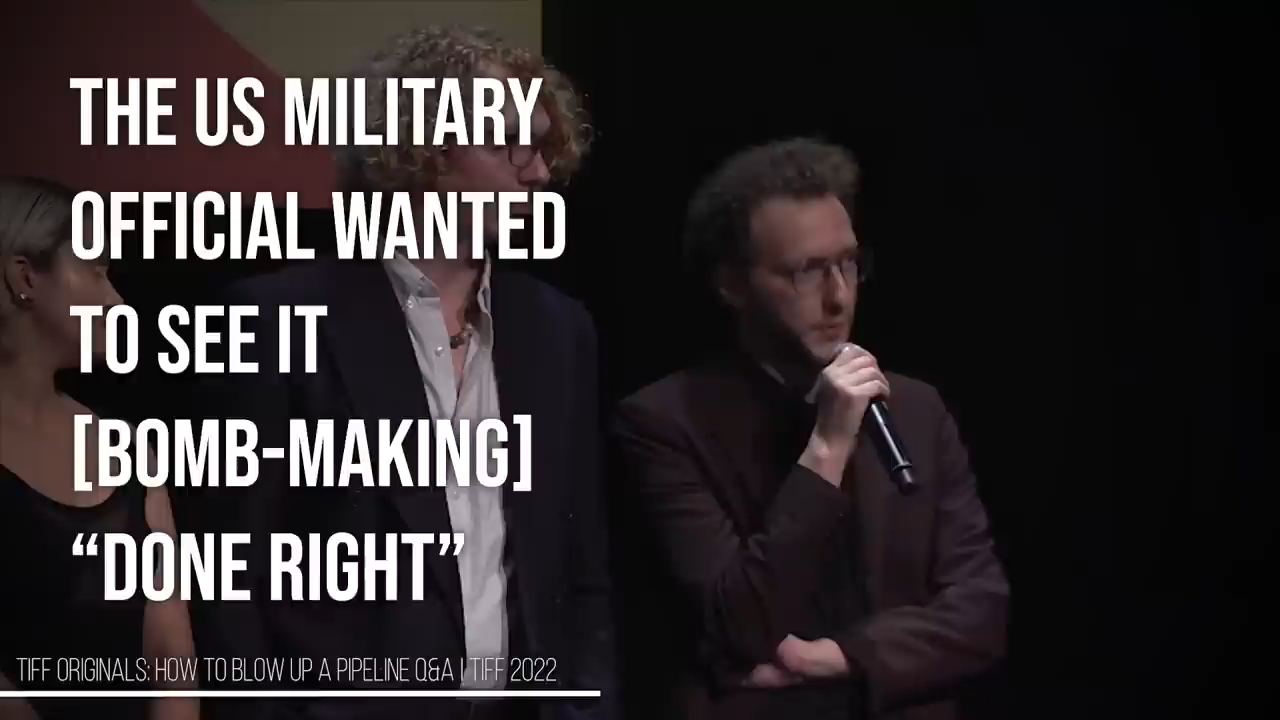 THE US MILITARY
OFFICIAL WANTED
TO SEE IT
[BOMB-MAKING]
“DONE RIGHT”
TIFF ORIGINALS: HOW TO BLOW UP A PIPELINE Q&A | TIFF 2022